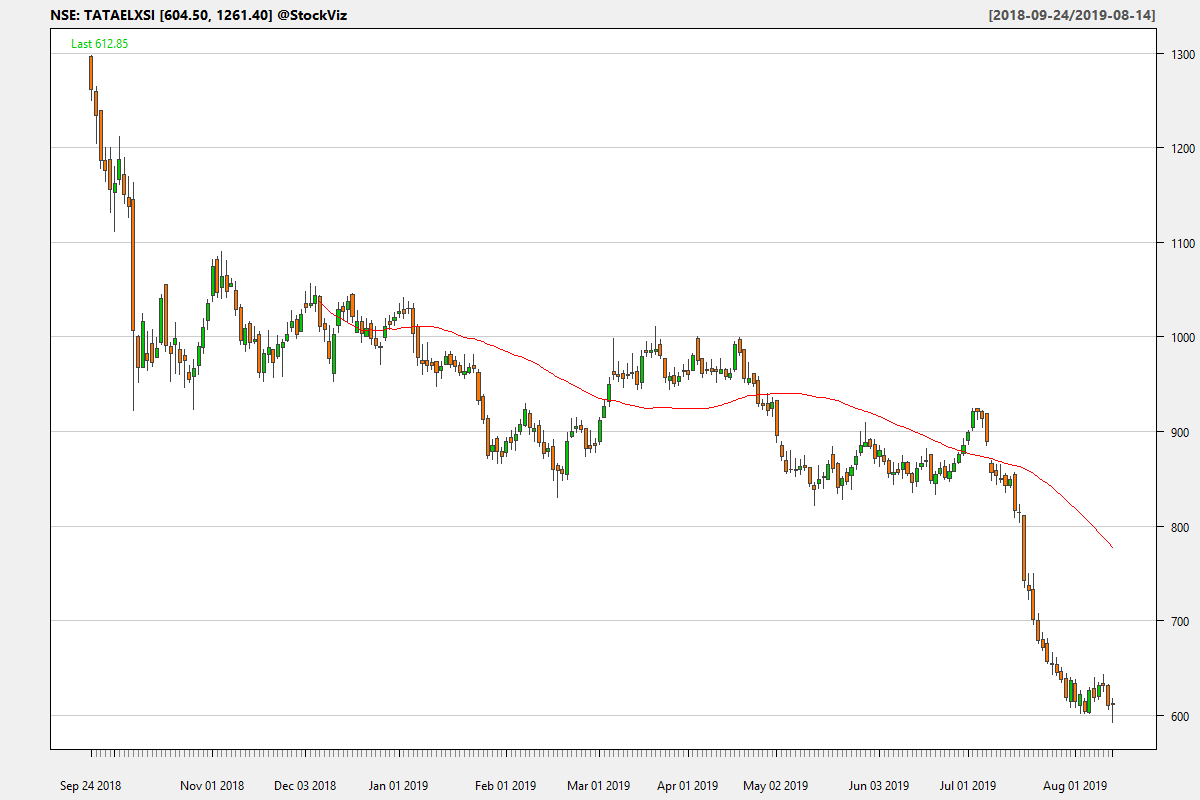 NSE: TATAELXSI [604.50, 1261.40] @StockViz [2018-09-24/2019-08-14]
Last 612.85
1300
1200
1100
1000
900
800
700
600
Sep 24 2018 Nov 01 2018 Dec 03 2018 Jan 01 2019 Feb 01 2019 Mar 01 2019 Apr 01 2019 May 02 2019 Jun 03 2019 Jul 01 2019 Aug 01 2019